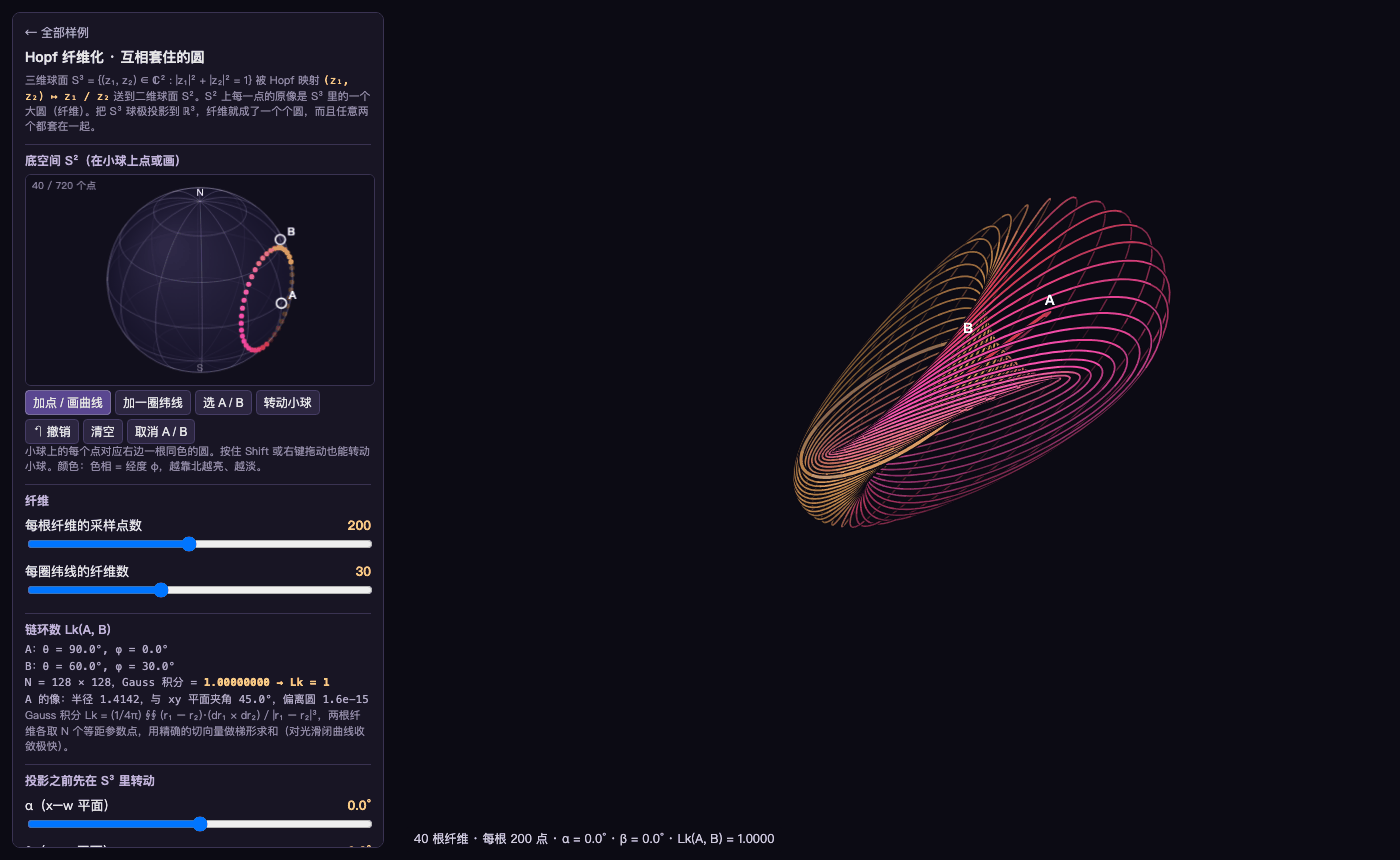 ← 全部样例
Hopf 纤维化 · 互相套住的圆
三维球面 S³ = {(z₁, z₂) ∈ ℂ² : |z₁|² + |z₂|² = 1} 被 Hopf 映射 (z₁,
z₂) ↦ z₁ / z₂ 送到二维球面 S²。S² 上每一点的原像是 S³ 里的一个
大圆（纤维）。把 S³ 球极投影到 ℝ³，纤维就成了一个个圆，而且任意两
个都套在一起。
底空间 S²（在小球上点或画）
40 / 720 个点
N
B
A
S
加点 / 画曲线 加一圈纬线 选 A / B 转动小球
↰ 撤销 清空 取消 A / B
小球上的每个点对应右边一根同色的圆。按住 Shift 或右键拖动也能转动
小球。颜色：色相 = 经度 φ，越靠北越亮、越淡。
纤维
每根纤维的采样点数 200
每圈纬线的纤维数 30
链环数 Lk(A, B)
A: θ = 90.0°, φ = 0.0°
B: θ = 60.0°, φ = 30.0°
N = 128 × 128, Gauss 积分 = 1.00000000 → Lk = 1
A 的像: 半径 1.4142, 与 xy 平面夹角 45.0°, 偏离圆 1.6e-15
Gauss 积分 Lk = (1/4π) ∮∮ (r₁ − r₂)·(dr₁ × dr₂) / |r₁ − r₂|³，两根纤
维各取 N 个等距参数点，用精确的切向量做梯形求和（对光滑闭曲线收
敛极快）。
投影之前先在 S³ 里转动
α（x–w 平面） 0.0°
A
B
40 根纤维 · 每根 200 点 · α = 0.0° · β = 0.0° · Lk(A, B) = 1.0000